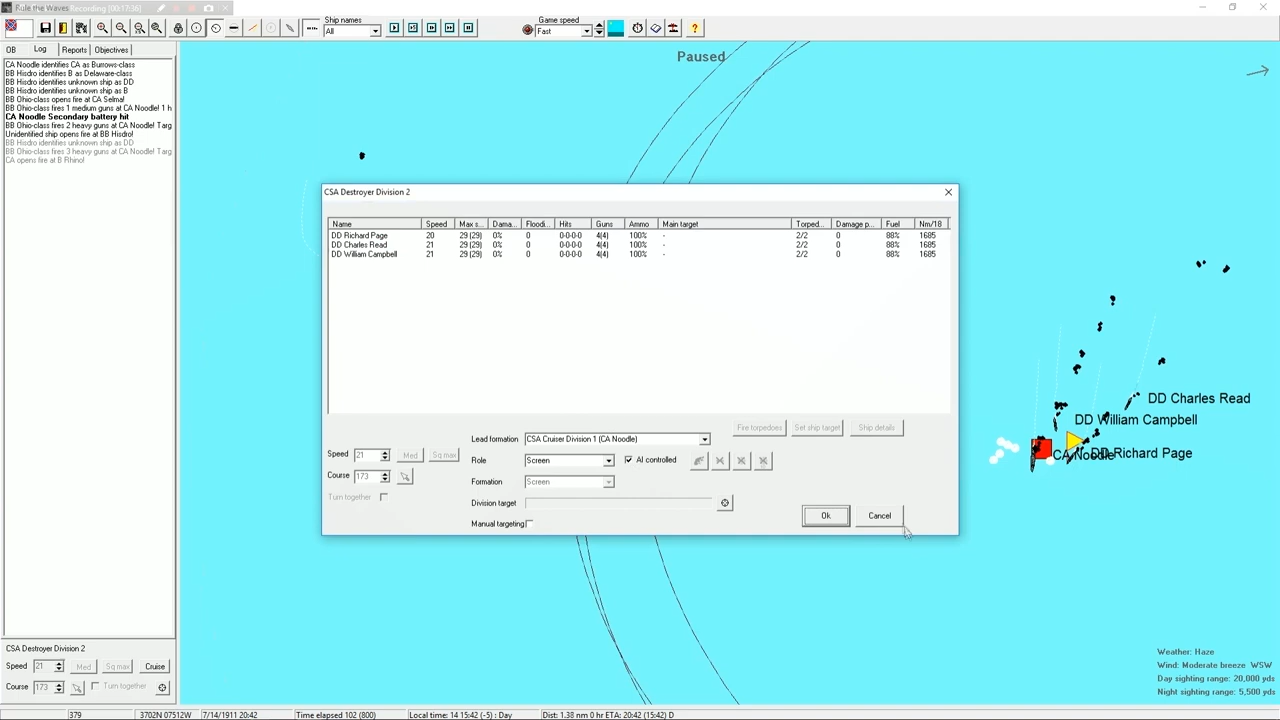 Ride the Waves
Recording [00:17:36]
Ship names
All
Game speed
Fast
OB Log Reports Objectives
CA Noodle identifies CA as Burrows-class
BB Hisdro identifies B as Delaware-class
BB Hisdro identifies unknown ship as DD
BB Hisdro identifies unknown ship as B
BB Ohio-class opens fire at CA Selma!
BB Ohio-class fires 1 medium guns at CA Noodle! 1 h
CA Noodle Secondary battery hit
BB Ohio-class fires 2 heavy guns at CA Noodle! Targ
Unidentified ship opens fire at BB Hisdro!
BB Hisdro identifies unknown ship as DD
BB Ohio-class fires 3 heavy guns at CA Noodle! Targ
CA opens fire at B Rhino!
Paused
CSA Destroyer Division 2
Name Speed Max s... Dama... Floodi... Hits Guns Ammo Main target Torped... Damage p... Fuel Nm/18
DD Richard Page 20 29 (29) 0% 0 0-0-0-0 4(4) 100% - 2/2 0 88% 1685
DD Charles Read 21 29 (29) 0% 0 0-0-0-0 4(4) 100% - 2/2 0 88% 1685
DD William Campbell 21 29 (29) 0% 0 0-0-0-0 4(4) 100% - 2/2 0 88% 1685
Fire torpedoes Set ship target Ship details
Lead formation CSA Cruiser Division 1 (CA Noodle)
Speed 21 Med Sq max
Role Screen AI controlled
Course 173
Formation Screen
Turn together
Division target
Manual targeting
Ok Cancel
DD Charles Read
DD William Campbell
CA Noodle
DD Richard Page
Weather: Haze
Wind: Moderate breeze WSW
Day sighting range: 20,000 yds
Night sighting range: 5,500 yds
CSA Destroyer Division 2
Speed 21 Med Sq max Cruise
Course 173 Turn together
379 3702N 07512W 7/14/1911 20:42 Time elapsed 102 (800) Local time: 14 15:42 (-5) : Day Dist: 1.38 nm 0 hr ETA: 20:42 (15:42) D